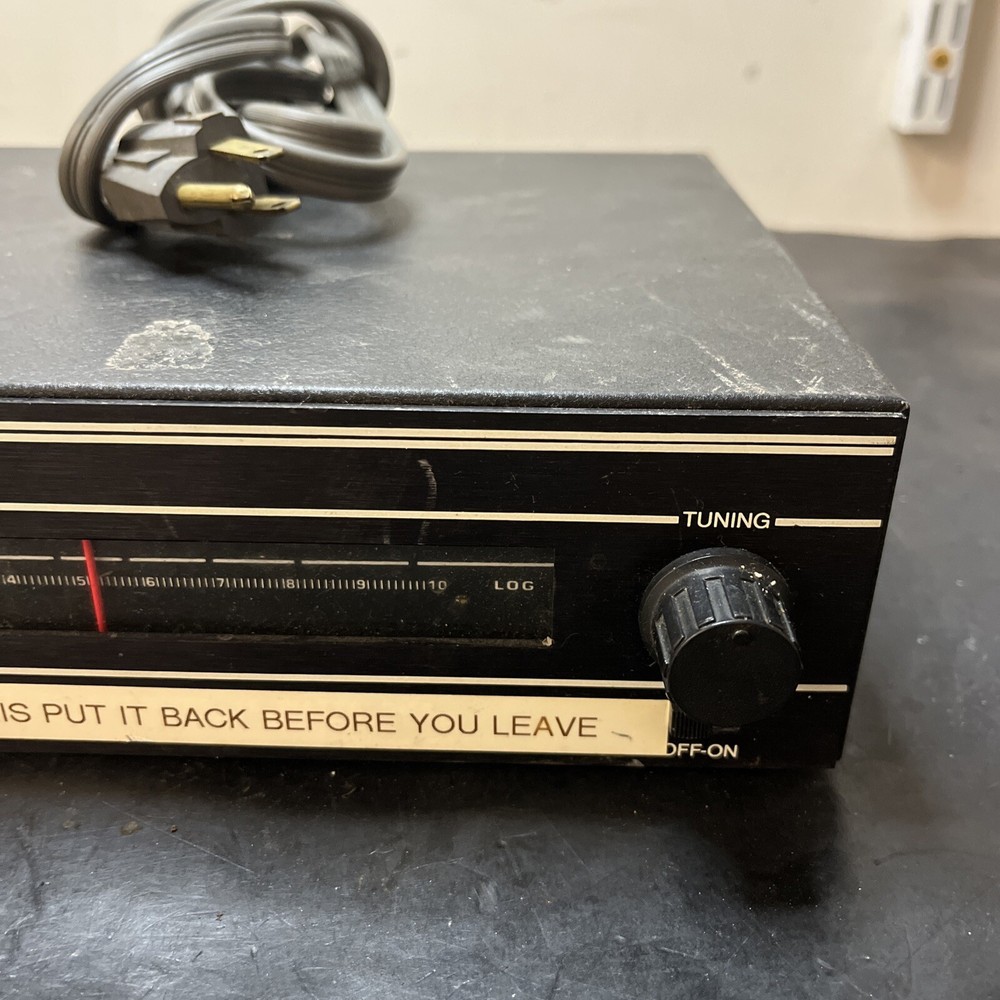 TUNING
4 5 6 7 8 9 10 LOG
IS PUT IT BACK BEFORE YOU LEAVE
OFF-ON